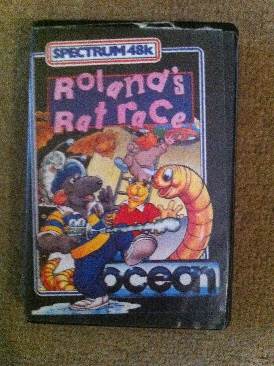 SPECTRUM 48K
Roland's
Rat race
ocean